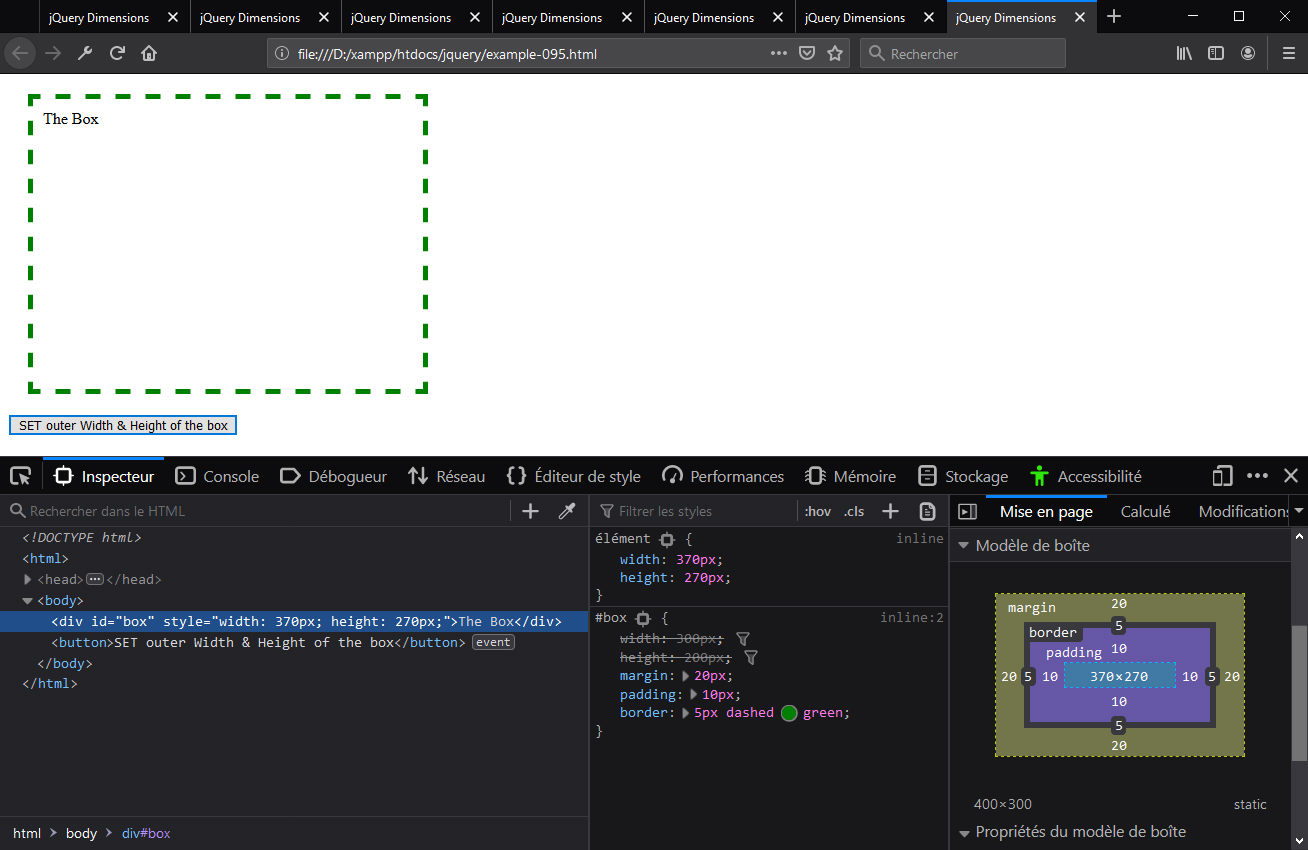 jQuery Dimensions jQuery Dimensions jQuery Dimensions jQuery Dimensions jQuery Dimensions jQuery Dimensions jQuery Dimensions
file:///D:/xampp/htdocs/jquery/example-095.html Rechercher
The Box
SET outer Width & Height of the box
Inspecteur Console Débogueur Réseau Éditeur de style Performances Mémoire Stockage Accessibilité
Rechercher dans le HTML
<!DOCTYPE html>
<html>
<head> ••• </head>
<body>
<div id="box" style="width: 370px; height: 270px;">The Box</div>
<button>SET outer Width & Height of the box</button> event
</body>
</html>
html > body > div#box
Filtrer les styles :hov .cls
élément { inline
width: 370px;
height: 270px;
}
#box { inline:2
width: 300px;
height: 200px;
margin: 20px;
padding: 10px;
border: 5px dashed green;
}
Mise en page Calculé Modifications
Modèle de boîte
margin 20
border 5
padding 10
20 5 10 370×270 10 5 20
10
5
20
400×300 static
Propriétés du modèle de boîte